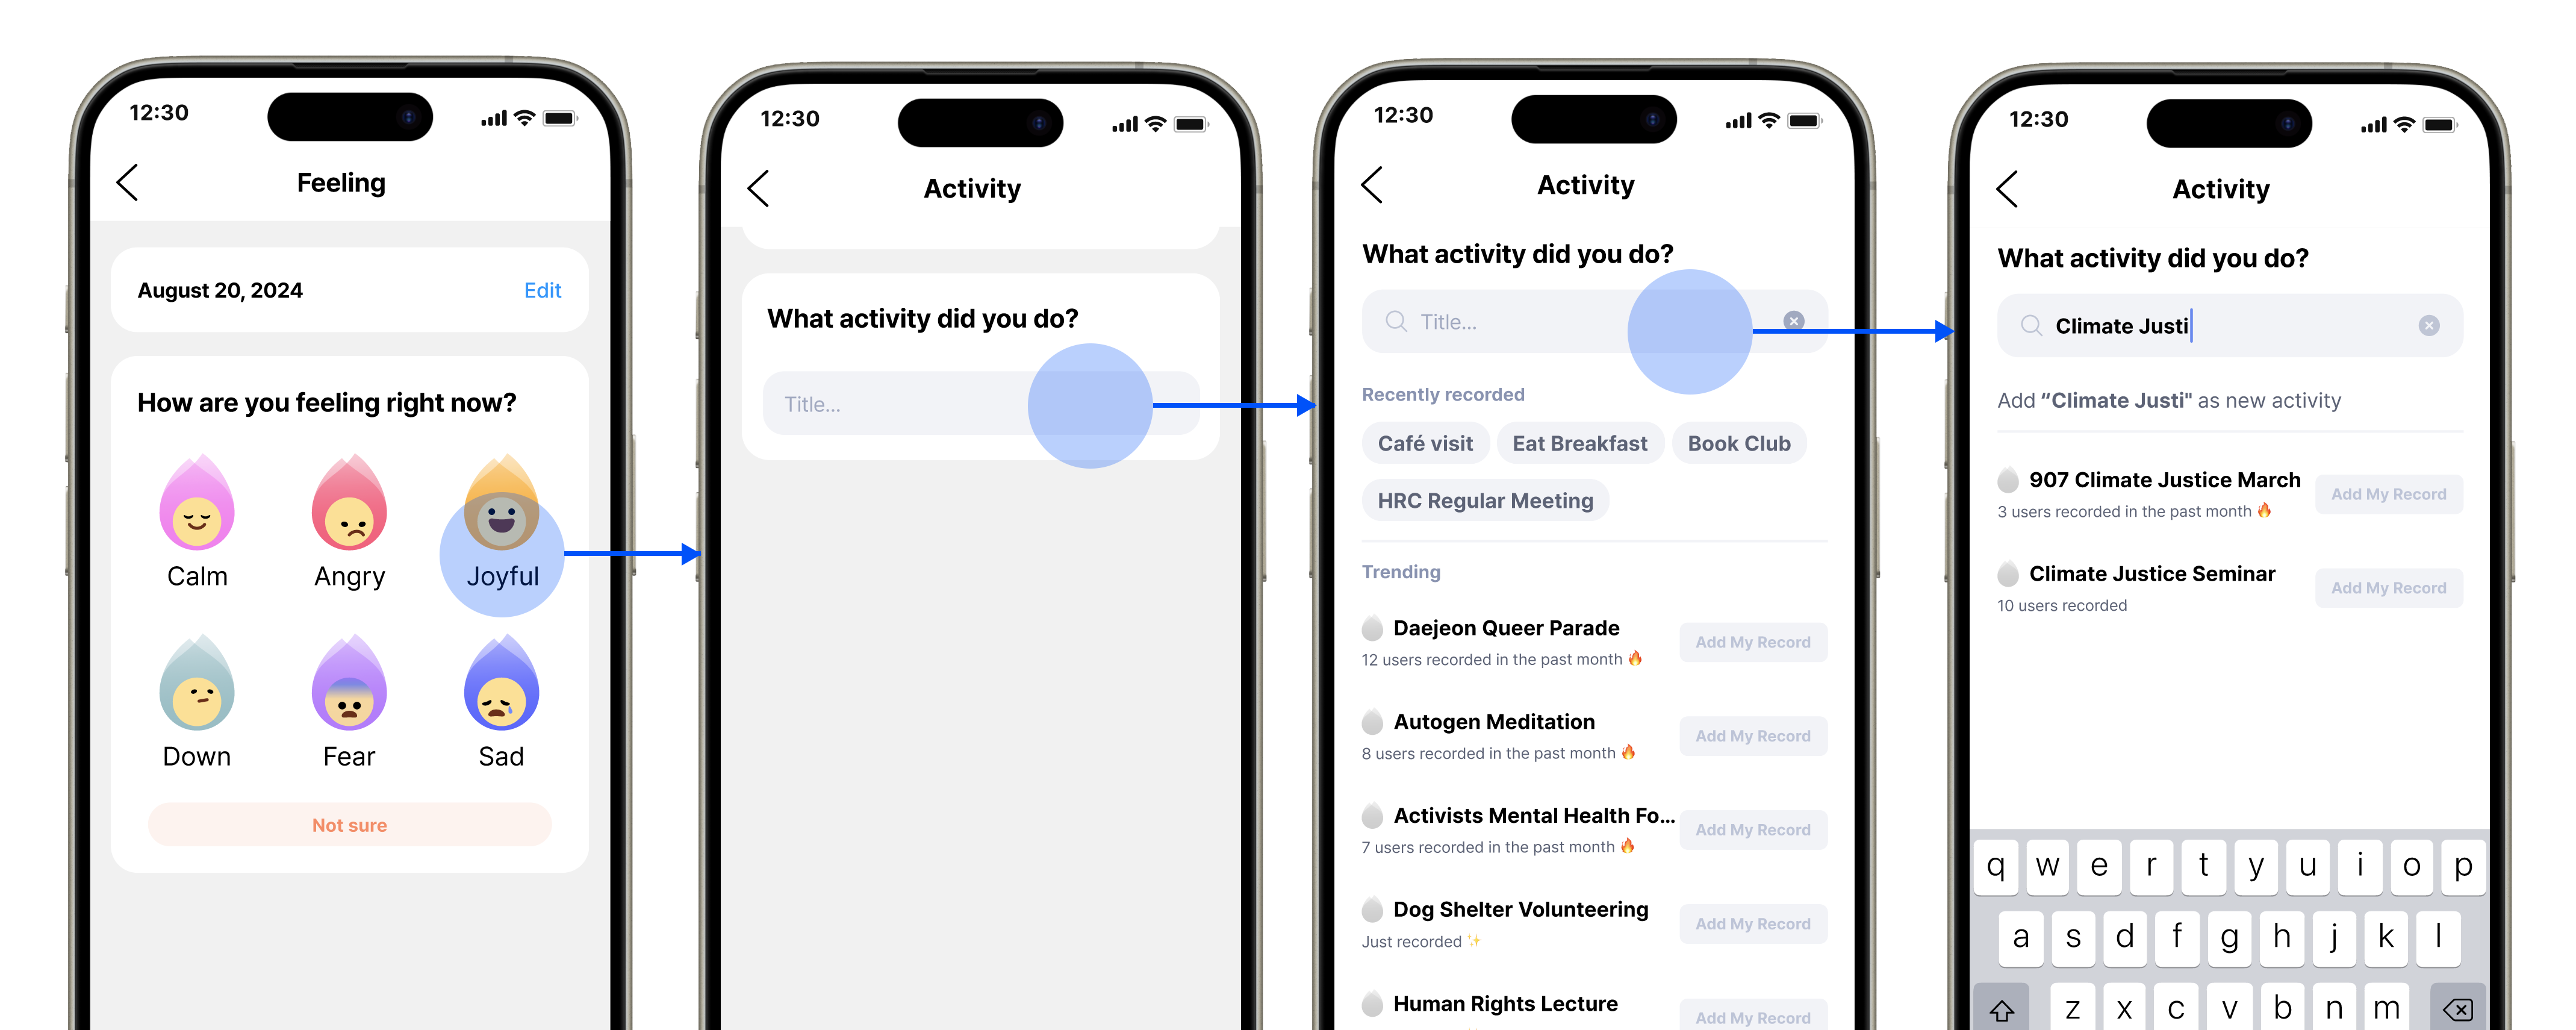 12:30
Feeling
August 20, 2024 Edit
How are you feeling right now?
Calm Angry Joyful
Down Fear Sad
Not sure
12:30
Activity
What activity did you do?
Title...
12:30
Activity
What activity did you do?
Title...
Recently recorded
Café visit Eat Breakfast Book Club
HRC Regular Meeting
Trending
Daejeon Queer Parade
12 users recorded in the past month 🔥
Add My Record
Autogen Meditation
8 users recorded in the past month 🔥
Add My Record
Activists Mental Health Fo...
7 users recorded in the past month 🔥
Add My Record
Dog Shelter Volunteering
Just recorded ✨
Add My Record
Human Rights Lecture
Add My Record
12:30
Activity
What activity did you do?
Climate Justi
Add “Climate Justi" as new activity
907 Climate Justice March
3 users recorded in the past month 🔥
Add My Record
Climate Justice Seminar
10 users recorded
Add My Record
q w e r t y u i o p
a s d f g h j k l
z x c v b n m